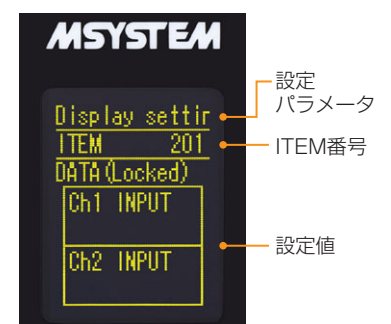 MSYSTEM
Display settir
ITEM 201
DATA(Locked)
Ch1 INPUT
Ch2 INPUT
設定
パラメータ
ITEM番号
設定値